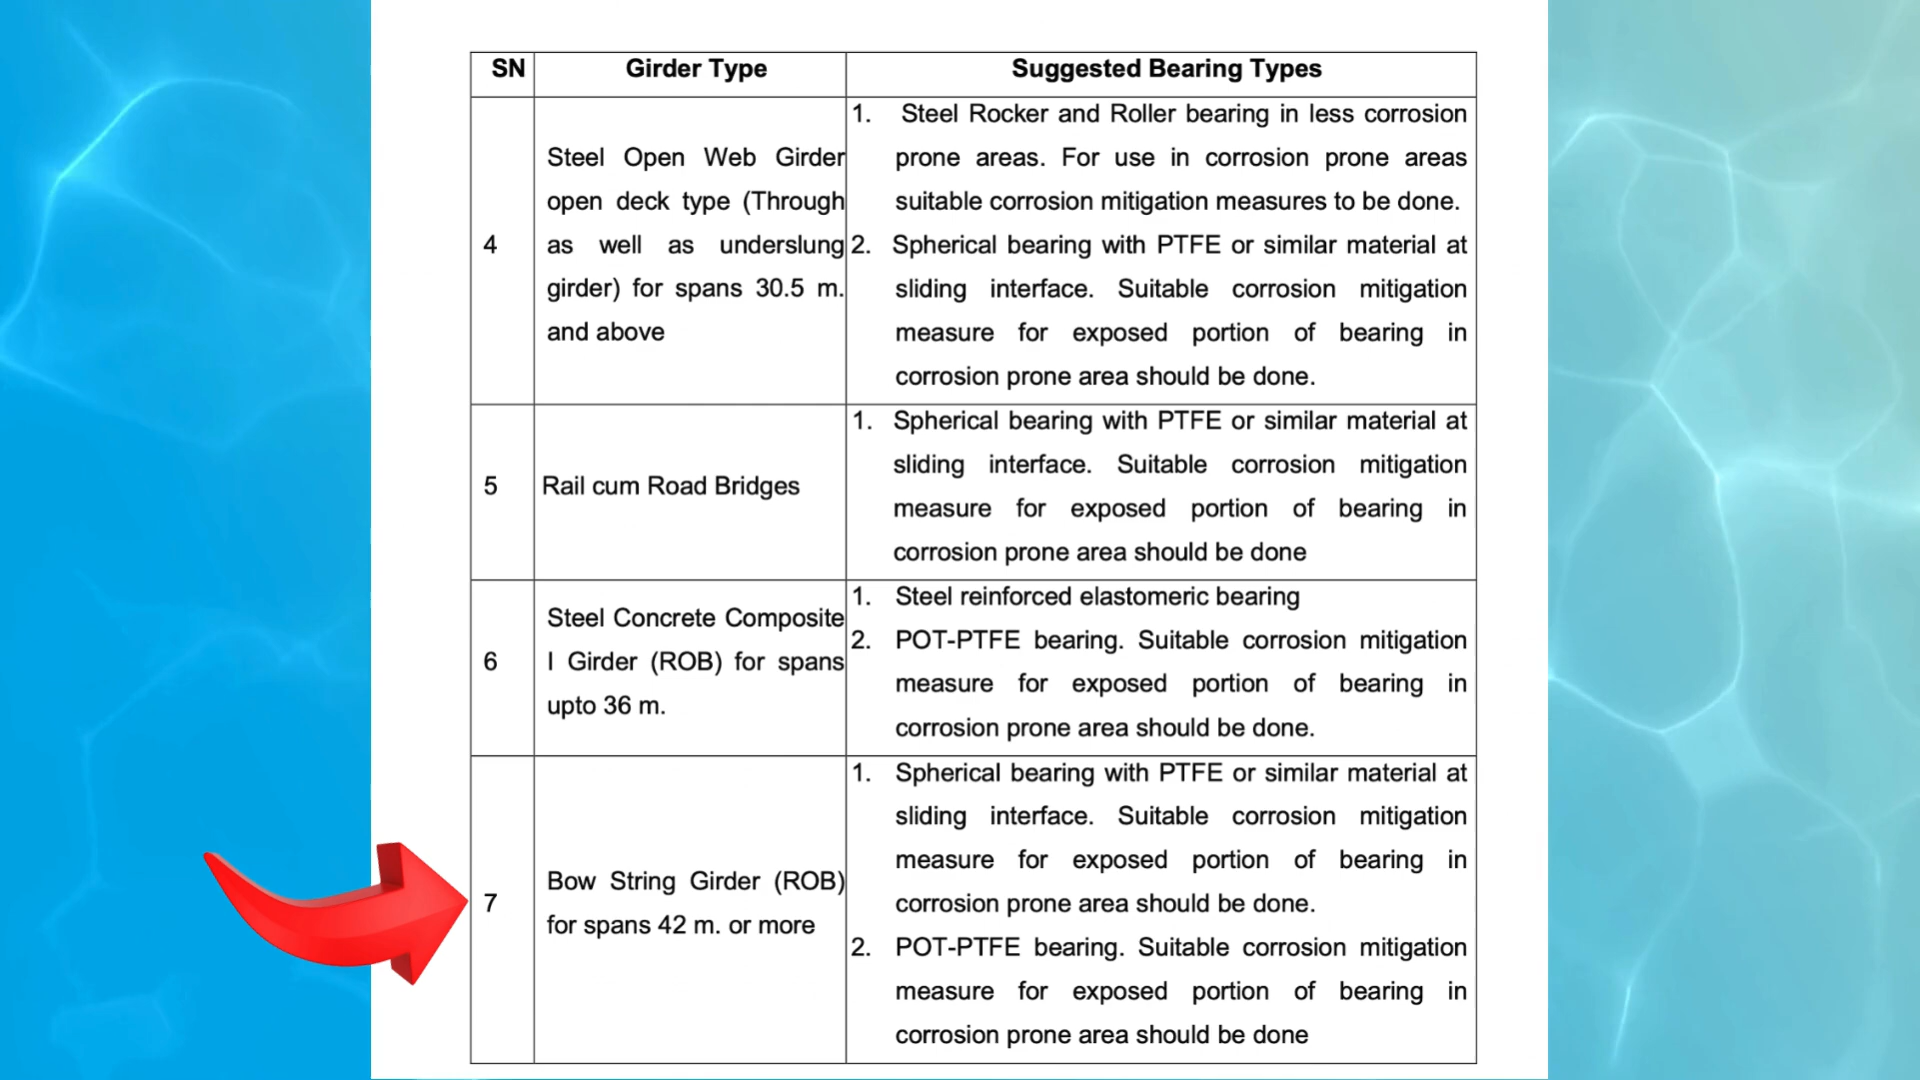 SN Girder Type Suggested Bearing Types
4
Steel Open Web Girder
open deck type (Through
as well as underslung
girder) for spans 30.5 m.
and above
1. Steel Rocker and Roller bearing in less corrosion
prone areas. For use in corrosion prone areas
suitable corrosion mitigation measures to be done.
2. Spherical bearing with PTFE or similar material at
sliding interface. Suitable corrosion mitigation
measure for exposed portion of bearing in
corrosion prone area should be done.
5
Rail cum Road Bridges
1. Spherical bearing with PTFE or similar material at
sliding interface. Suitable corrosion mitigation
measure for exposed portion of bearing in
corrosion prone area should be done
6
Steel Concrete Composite
I Girder (ROB) for spans
upto 36 m.
1. Steel reinforced elastomeric bearing
2. POT-PTFE bearing. Suitable corrosion mitigation
measure for exposed portion of bearing in
corrosion prone area should be done.
7
Bow String Girder (ROB)
for spans 42 m. or more
1. Spherical bearing with PTFE or similar material at
sliding interface. Suitable corrosion mitigation
measure for exposed portion of bearing in
corrosion prone area should be done.
2. POT-PTFE bearing. Suitable corrosion mitigation
measure for exposed portion of bearing in
corrosion prone area should be done